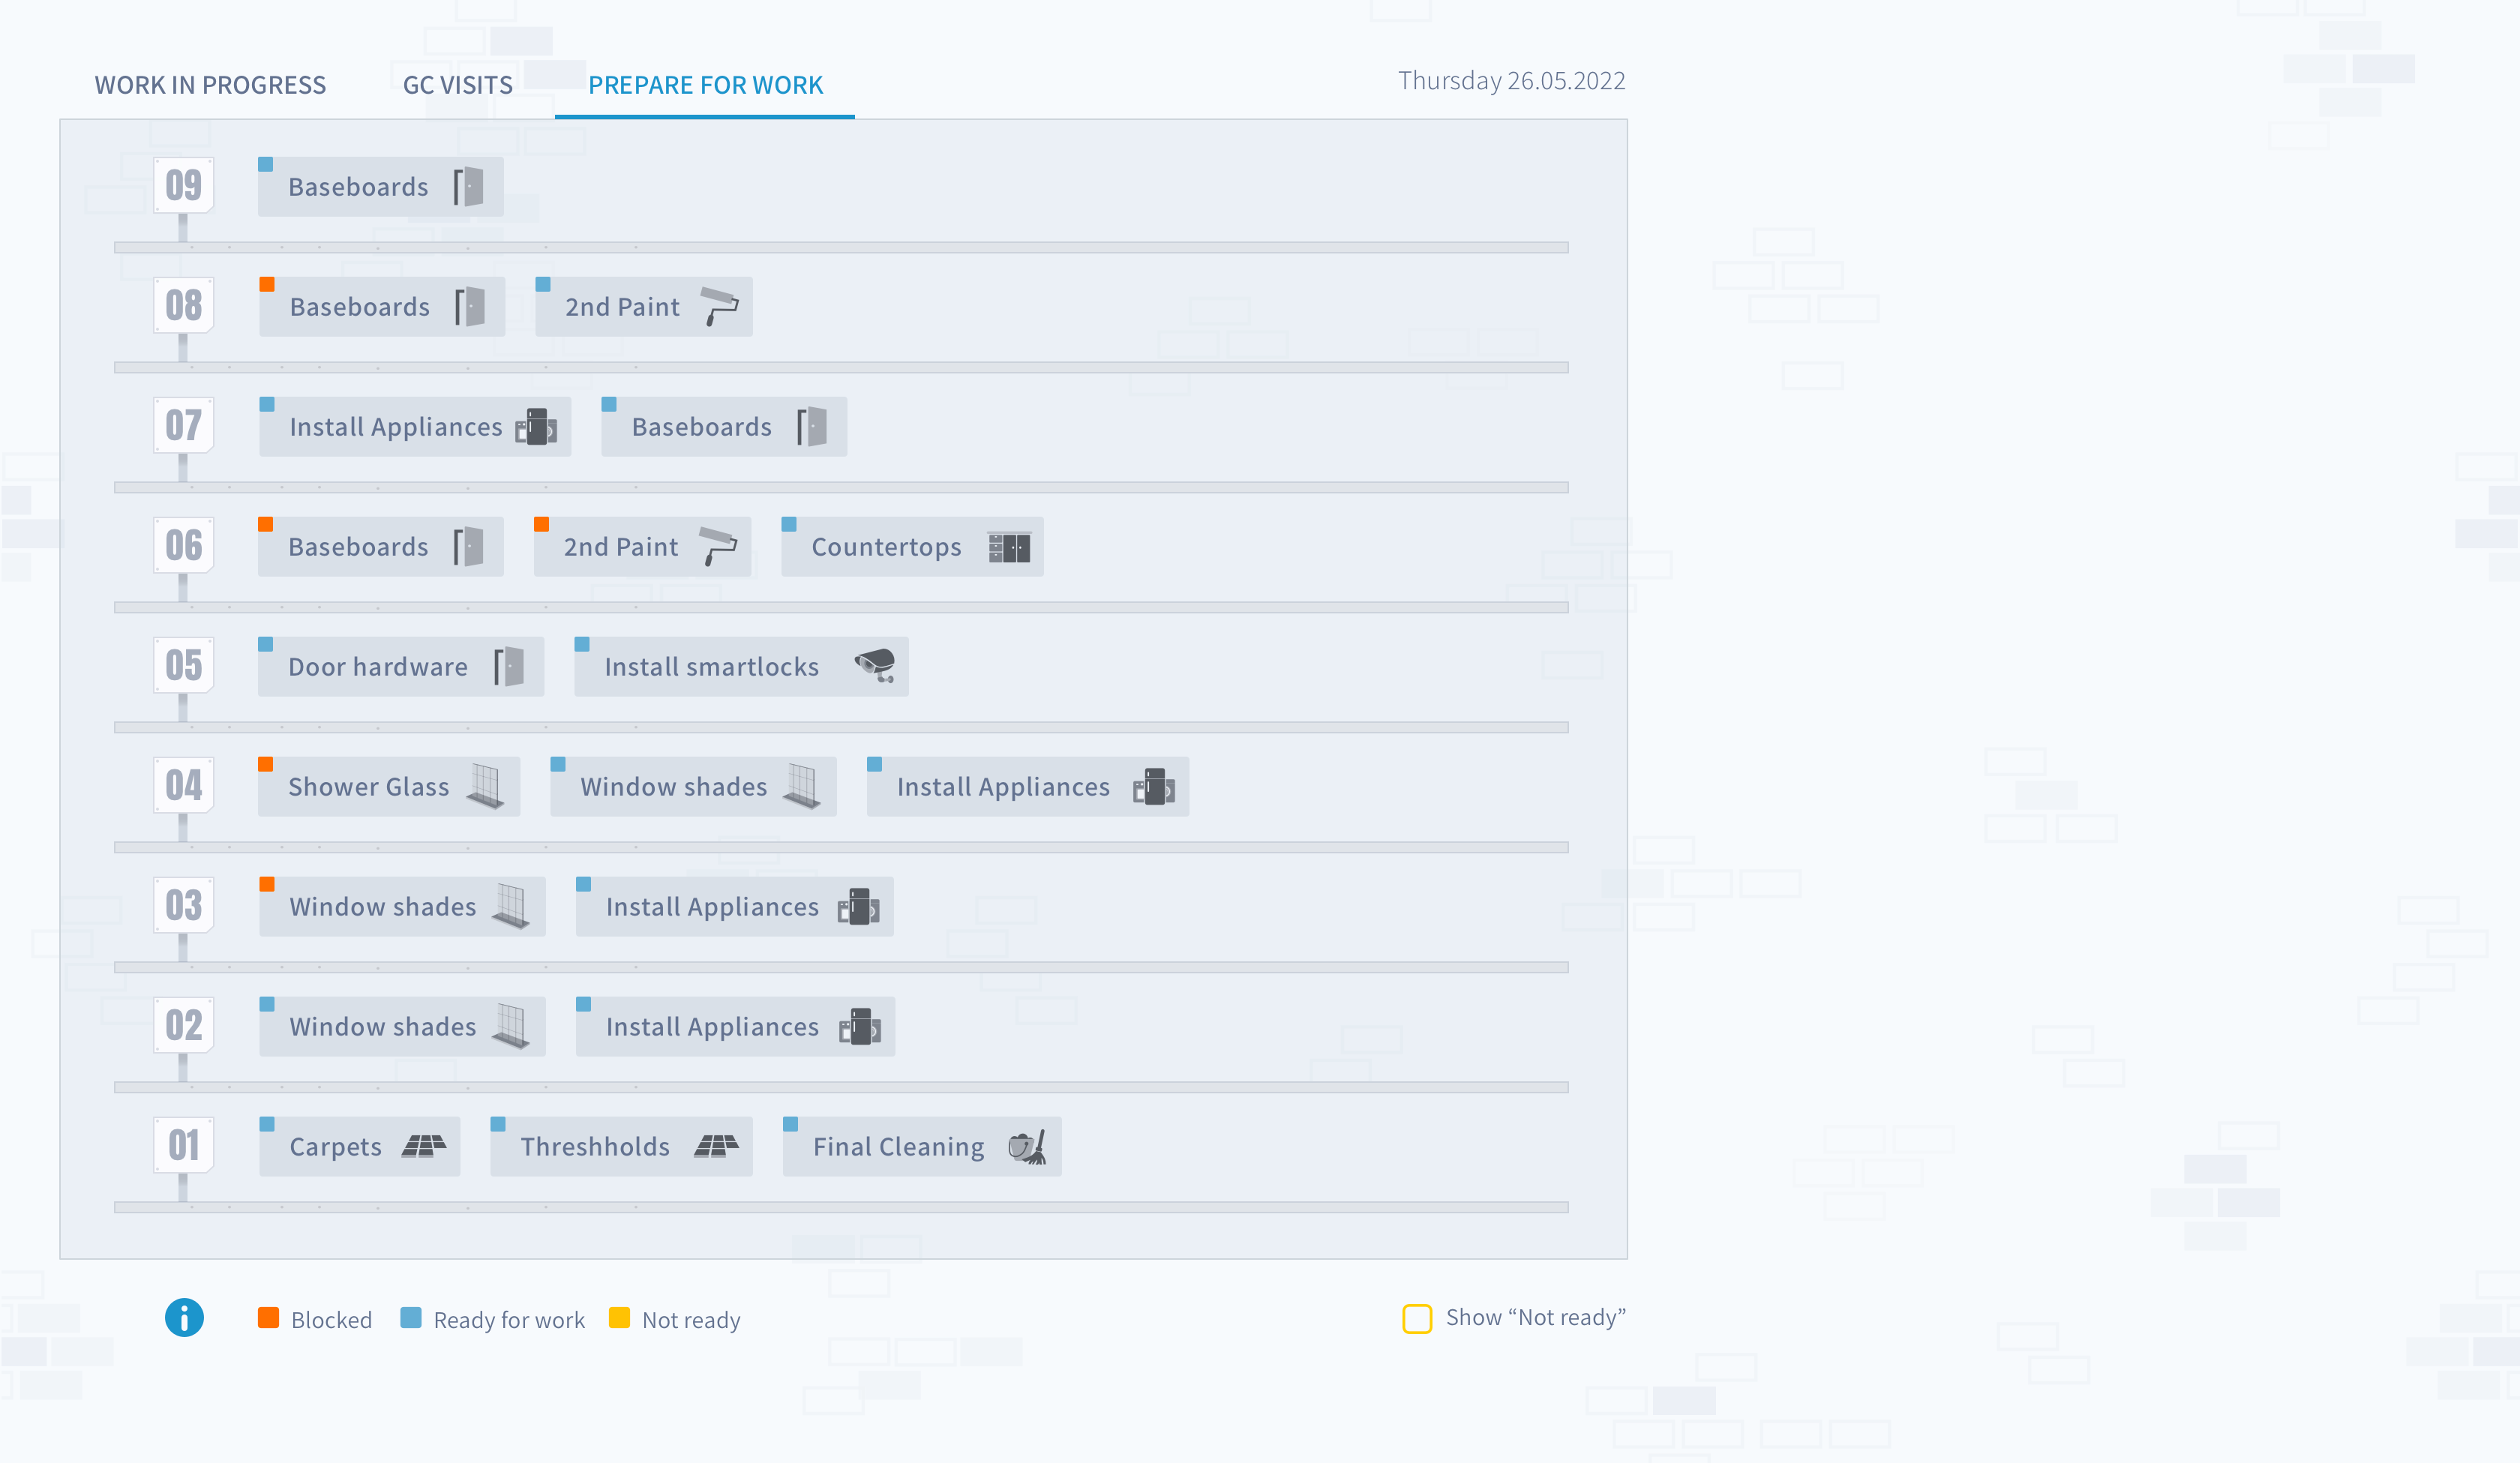 WORK IN PROGRESS GC VISITS PREPARE FOR WORK Thursday 26.05.2022
09 Baseboards
08 Baseboards 2nd Paint
07 Install Appliances Baseboards
06 Baseboards 2nd Paint Countertops
05 Door hardware Install smartlocks
04 Shower Glass Window shades Install Appliances
03 Window shades Install Appliances
02 Window shades Install Appliances
01 Carpets Threshholds Final Cleaning
Blocked Ready for work Not ready Show “Not ready”